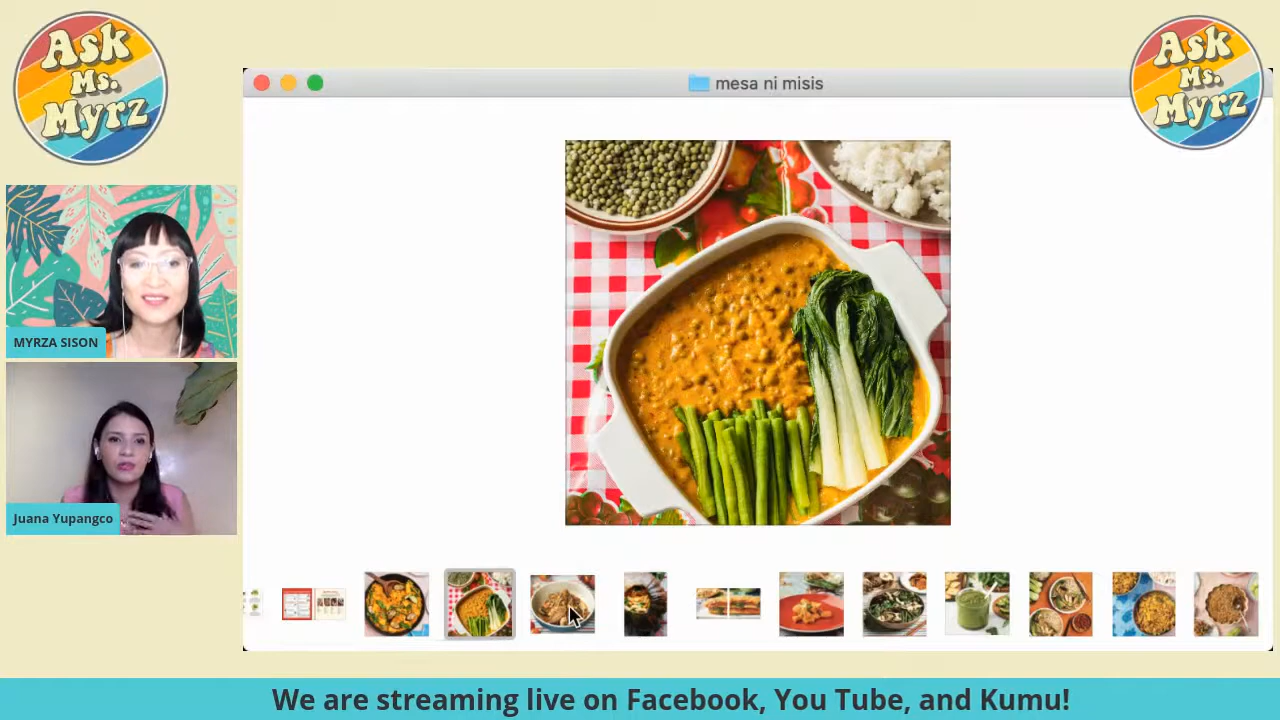 Ask
Ms.
Myrz
Ask
Ms.
Myrz
mesa ni misis
MYRZA SISON
Juana Yupangco
We are streaming live on Facebook, You Tube, and Kumu!